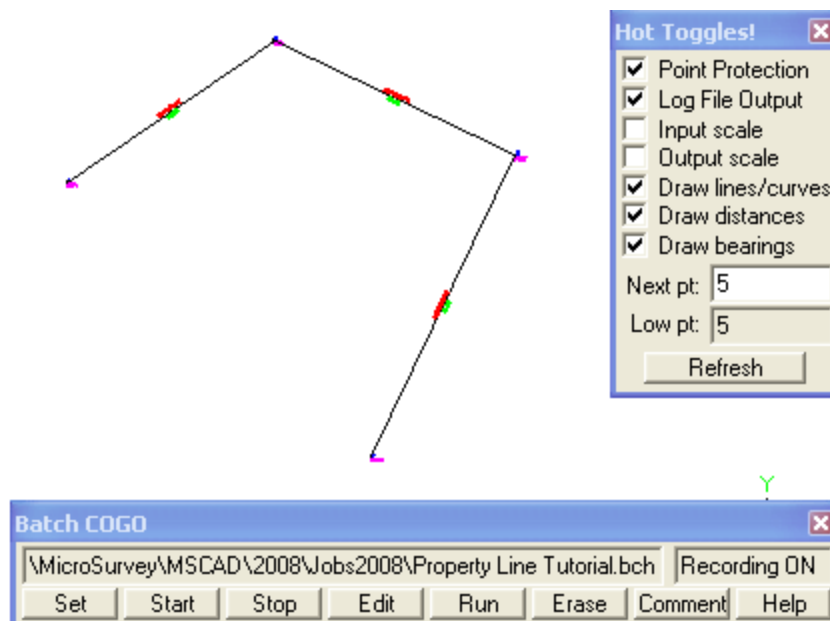 Hot Toggles!
Point Protection
Log File Output
Input scale
Output scale
Draw lines/curves
Draw distances
Draw bearings
Next pt: 5
Low pt: 5
Refresh
Y
Batch COGO
\MicroSurvey\MSCAD\2008\Jobs2008\Property Line Tutorial.bch Recording ON
Set Start Stop Edit Run Erase Comment Help